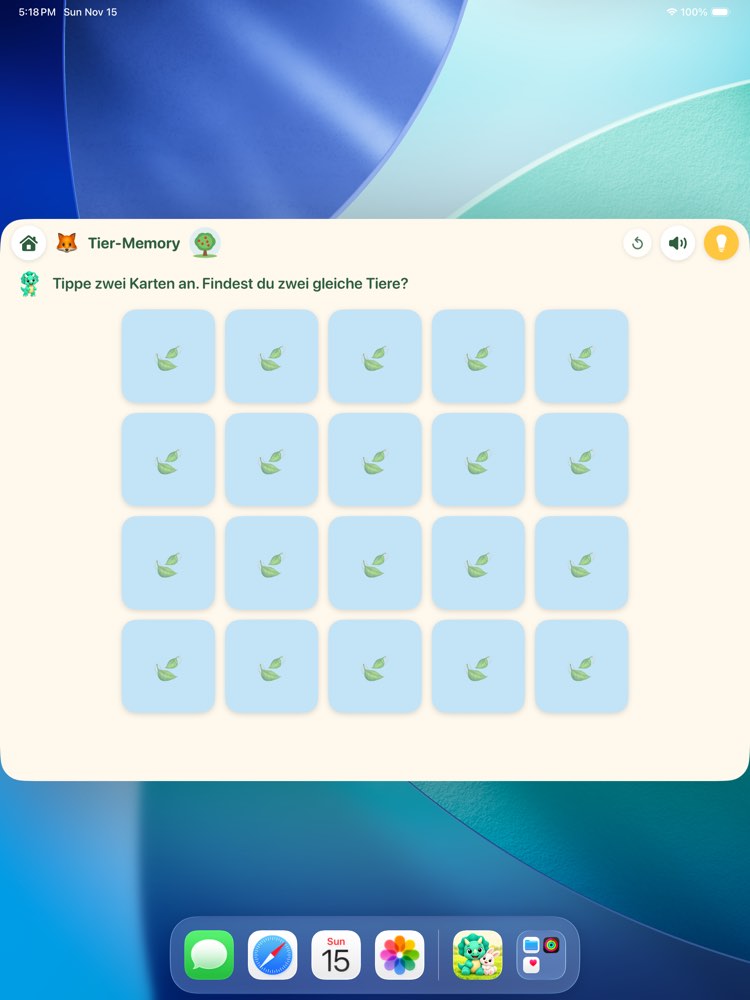 5:18 PM Sun Nov 15
100%
Tier-Memory
Tippe zwei Karten an. Findest du zwei gleiche Tiere?
Sun
15